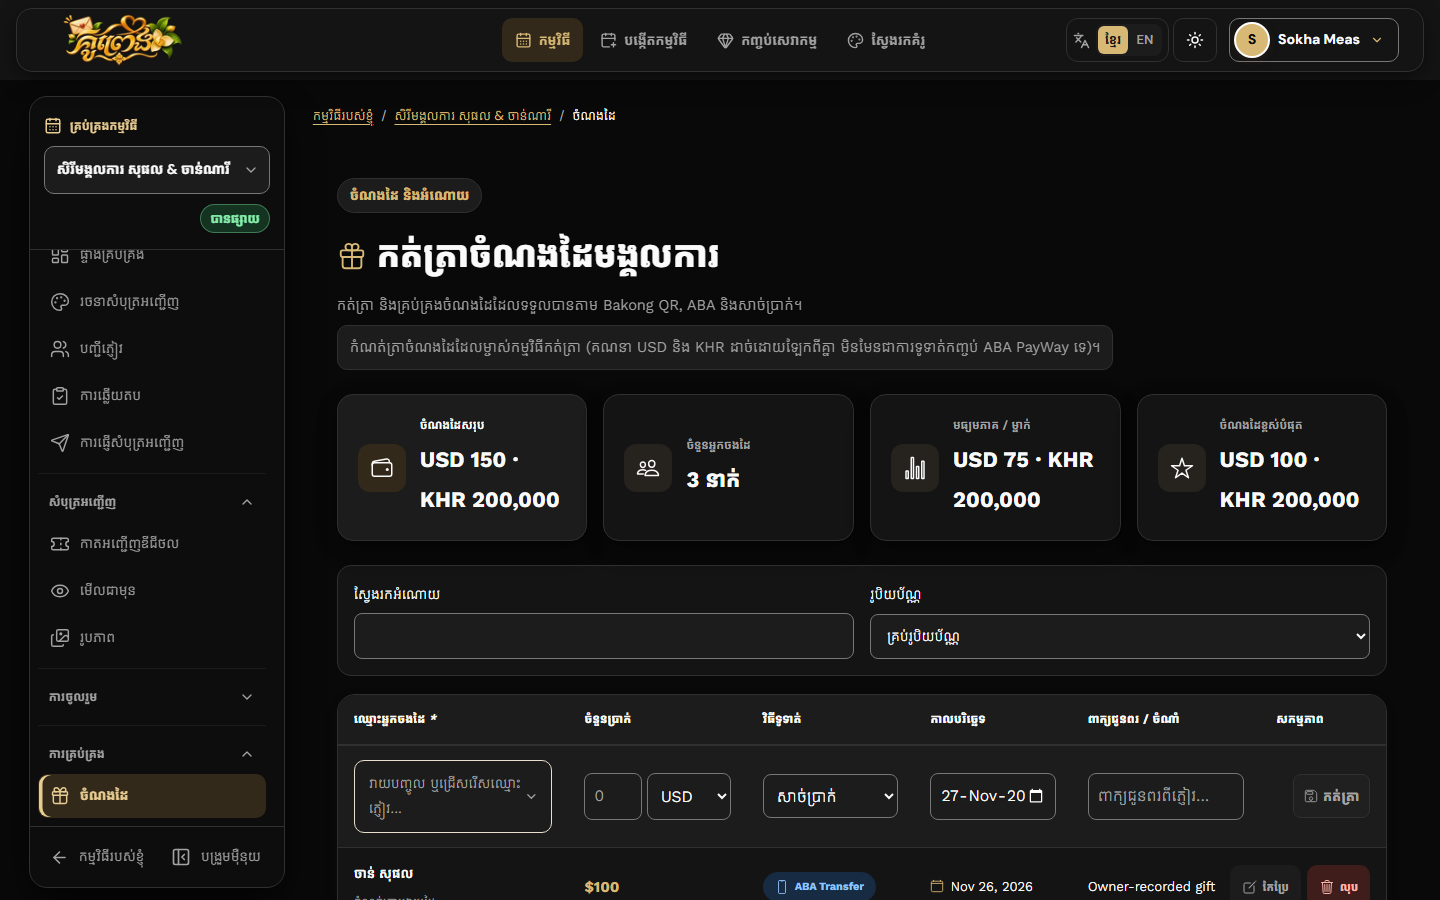 គូព្រេង
កម្មវិធី
បង្កើតកម្មវិធី
កញ្ចប់សេវាកម្ម
ស្វែងរកគំរូ
ខ្មែរ
EN
S
Sokha Meas
គ្រប់គ្រងកម្មវិធី
សិរីមង្គលការ សុផល & ចាន់ណារី
បានផ្សាយ
ផ្ទាំងគ្រប់គ្រង
រចនាសំបុត្រអញ្ជើញ
បញ្ជីភ្ញៀវ
ការឆ្លើយតប
ការផ្ញើសំបុត្រអញ្ជើញ
សំបុត្រអញ្ជើញ
កាតអញ្ជើញឌីជីថល
មើលជាមុន
រូបភាព
ការចូលរួម
ការគ្រប់គ្រង
ចំណងដៃ
កម្មវិធីរបស់ខ្ញុំ
បង្រួមម៉ឺនុយ
កម្មវិធីរបស់ខ្ញុំ / សិរីមង្គលការ សុផល & ចាន់ណារី / ចំណងដៃ
ចំណងដៃ និងអំណោយ
កត់ត្រាចំណងដៃមង្គលការ
កត់ត្រា និងគ្រប់គ្រងចំណងដៃដែលទទួលបានតាម Bakong QR, ABA និងសាច់ប្រាក់។
កំណត់ត្រាចំណងដៃដែលម្ចាស់កម្មវិធីកត់ត្រា (គណនា USD និង KHR ដាច់ដោយឡែកពីគ្នា មិនមែនជាការទូទាត់កញ្ចប់ ABA PayWay ទេ)។
ចំណងដៃសរុប
USD 150 ·
KHR 200,000
ចំនួនអ្នកចងដៃ
3 នាក់
មធ្យមភាគ / ម្នាក់
USD 75 · KHR
200,000
ចំណងដៃខ្ពស់បំផុត
USD 100 ·
KHR 200,000
ស្វែងរកអំណោយ
រូបិយប័ណ្ណ
គ្រប់រូបិយប័ណ្ណ
ឈ្មោះអ្នកចងដៃ *
ចំនួនប្រាក់
វិធីទូទាត់
កាលបរិច្ឆេទ
ពាក្យជូនពរ / ចំណាំ
សកម្មភាព
វាយបញ្ចូល ឬជ្រើសរើសឈ្មោះ
ភ្ញៀវ...
0
USD
សាច់ប្រាក់
27-Nov-20
ពាក្យជូនពរពីភ្ញៀវ...
កត់ត្រា
ចាន់ សុផល
$100
ABA Transfer
Nov 26, 2026
Owner-recorded gift
កែប្រែ
លុប